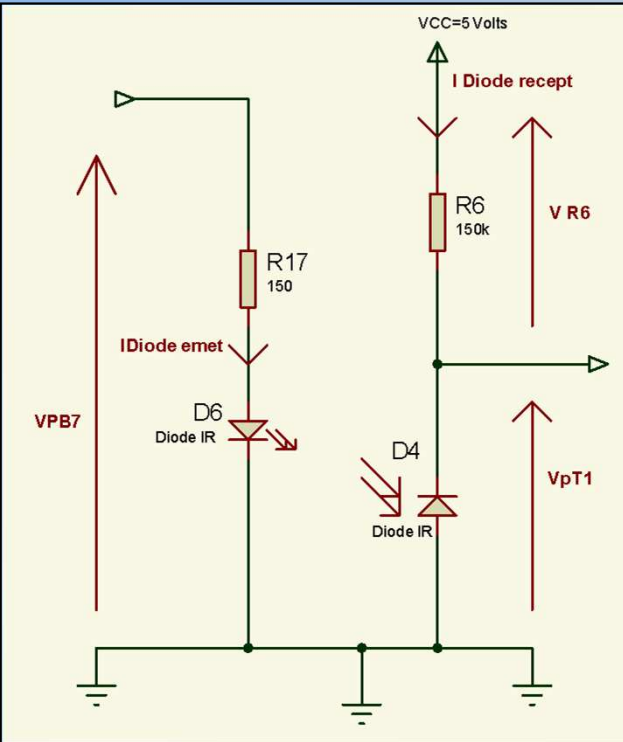 VCC=5 Volts
I Diode recept
R6
150k
V R6
R17
150
IDiode emet
VPB7
D6
Diode IR
D4
Diode IR
VpT1